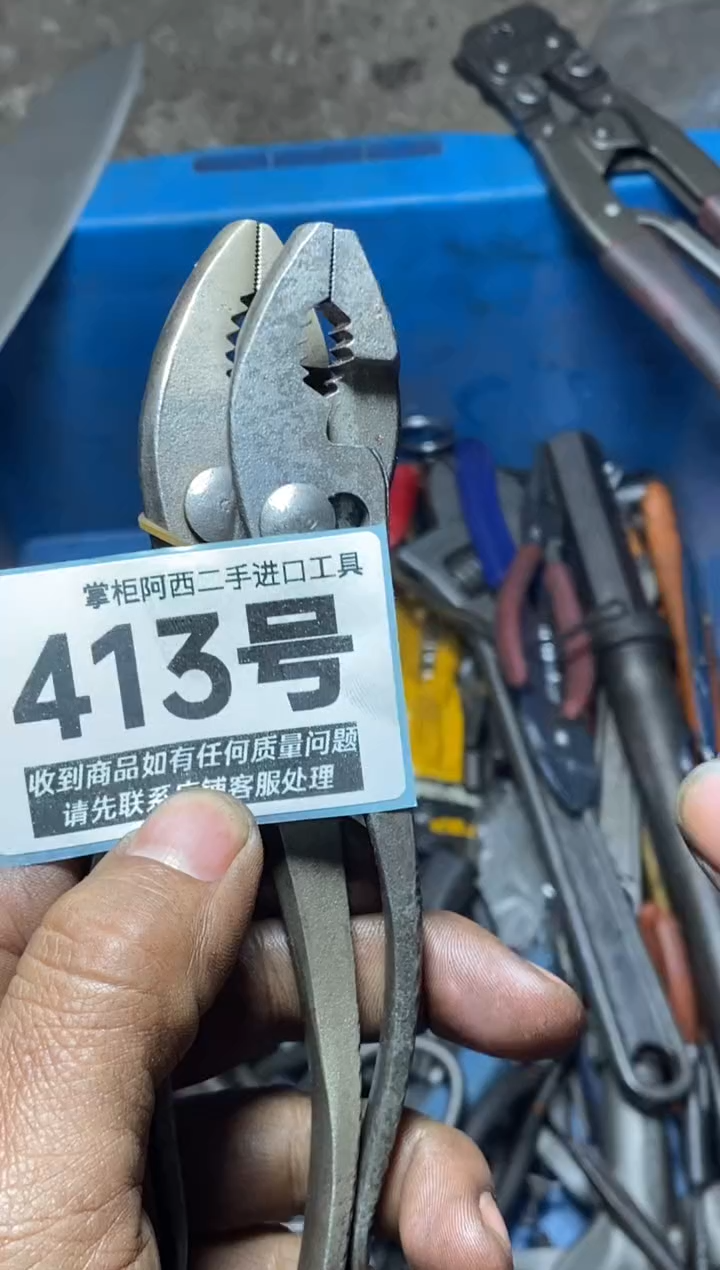 掌柜阿西二手进口工具
413号
收到商品如有任何质量问题
请先联系店铺客服处理